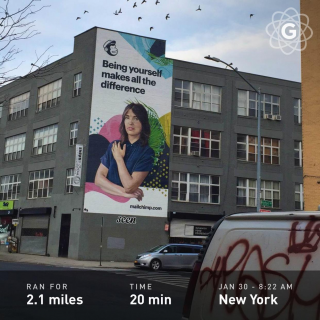 G
Being yourself
makes all the
difference
mailchimp.com
seen
RAN FOR
2.1 miles
TIME
20 min
JAN 30 - 8:22 AM
New York